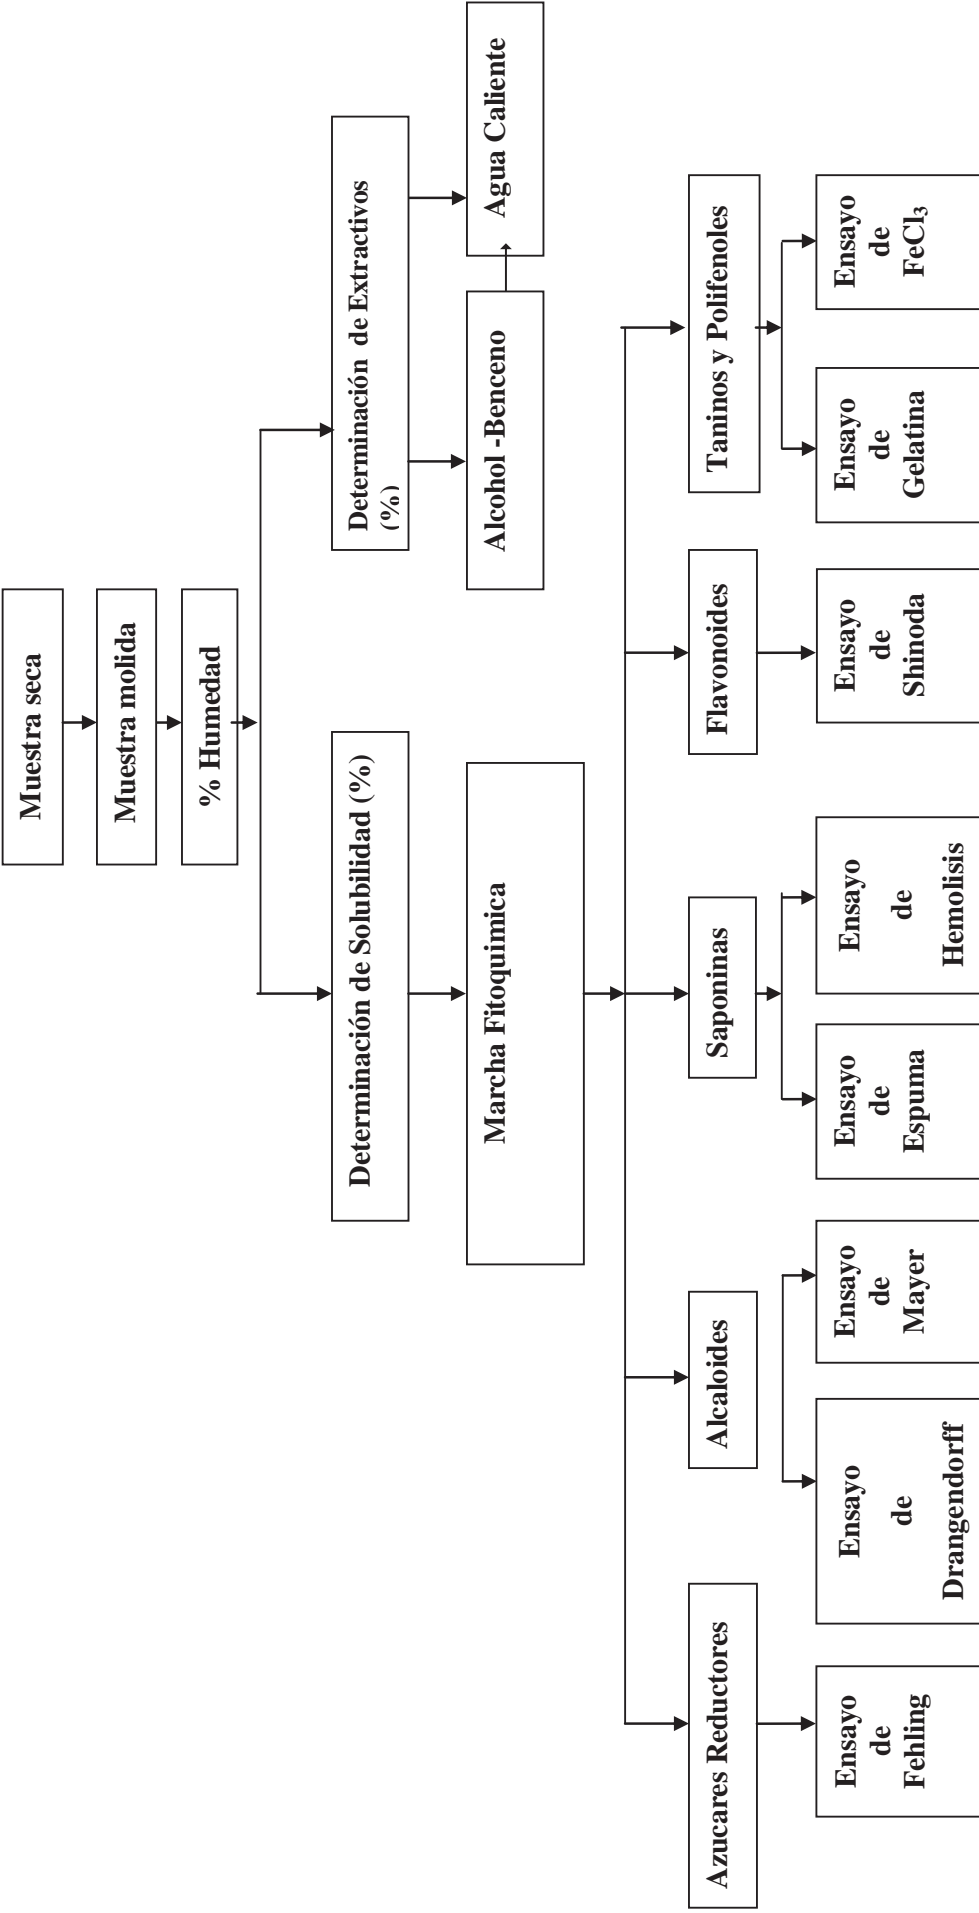 Muestra seca
Muestra molida
% Humedad
Determinación de Solubilidad (%)
Determinación de Extractivos
(%)
Marcha Fitoquimica
Alcohol -Benceno
Agua Caliente
Azucares Reductores
Alcaloides
Saponinas
Flavonoides
Taninos y Polifenoles
Ensayo
de
Fehling
Ensayo
de
Drangendorff
Ensayo
de
Mayer
Ensayo
de
Espuma
Ensayo
de
Hemolisis
Ensayo
de
Shinoda
Ensayo
de
Gelatina
Ensayo
de
FeCl₃